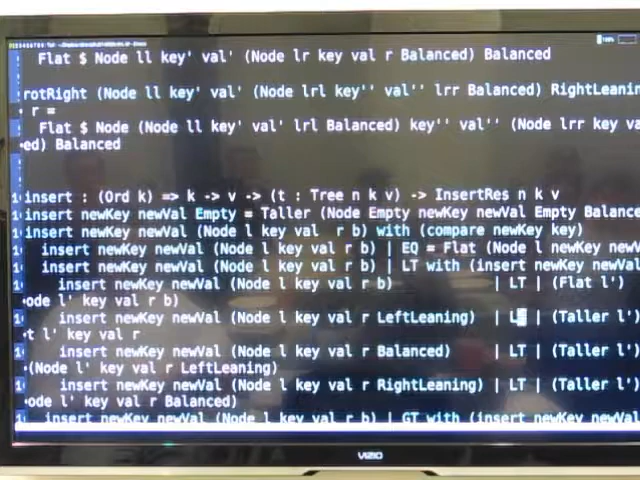 Flat $ Node ll key' val' (Node lr key val r Balanced) Balanced
rotRight (Node ll key' val' (Node lrl key'' val'' lrr Balanced) RightLeanin
r =
Flat $ Node (Node ll key' val' lrl Balanced) key'' val'' (Node lrr key va
ed) Balanced
insert : (Ord k) => k -> v -> (t : Tree n k v) -> InsertRes n k v
insert newKey newVal Empty = Taller (Node Empty newKey newVal Empty Balance
insert newKey newVal (Node l key val r b) with (compare newKey key)
insert newKey newVal (Node l key val r b) | EQ = Flat (Node l newKey newV
insert newKey newVal (Node l key val r b) | LT with (insert newKey newVal
insert newKey newVal (Node l key val r b) | LT | (Flat l')
ode l' key val r b)
insert newKey newVal (Node l key val r LeftLeaning) | LT | (Taller l')
t l' key val r
insert newKey newVal (Node l key val r Balanced) | LT | (Taller l')
(Node l' key val r LeftLeaning)
insert newKey newVal (Node l key val r RightLeaning) | LT | (Taller l')
ode l' key val r Balanced)
insert newKey newVal (Node l key val r b) | GT with (insert newKey newVal
VIZIO